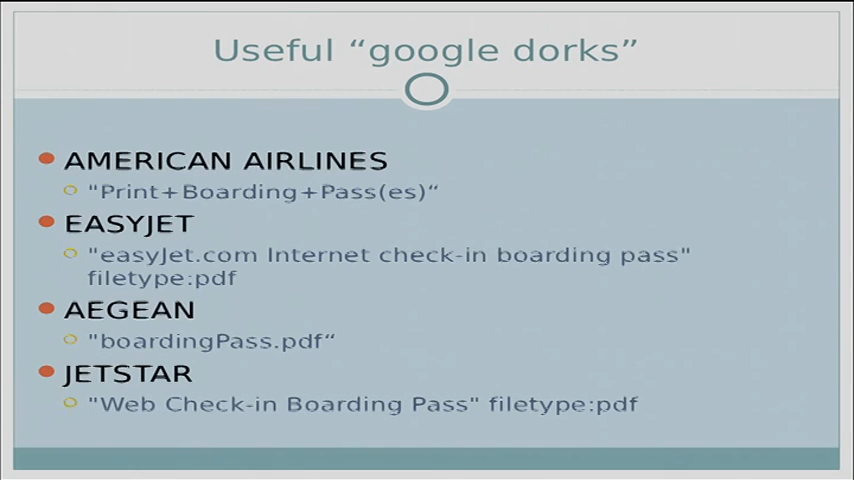 Useful “google dorks”
AMERICAN AIRLINES
"Print+Boarding+Pass(es)“
EASYJET
"easyJet.com Internet check-in boarding pass"
filetype:pdf
AEGEAN
"boardingPass.pdf“
JETSTAR
"Web Check-in Boarding Pass" filetype:pdf